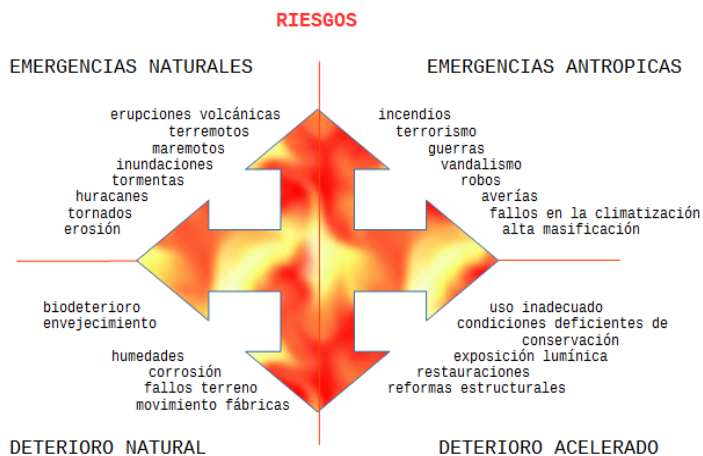 RIESGOS
EMERGENCIAS NATURALES
erupciones volcánicas
terremotos
maremotos
inundaciones
tormentas
huracanes
tornados
erosión
EMERGENCIAS ANTROPICAS
incendios
terrorismo
guerras
vandalismo
robos
averías
fallos en la climatización
alta masificación
biodeterioro
envejecimiento
humedades
corrosión
fallos terreno
movimiento fábricas
DETERIORO NATURAL
uso inadecuado
condiciones deficientes de
conservación
exposición lumínica
restauraciones
reformas estructurales
DETERIORO ACELERADO